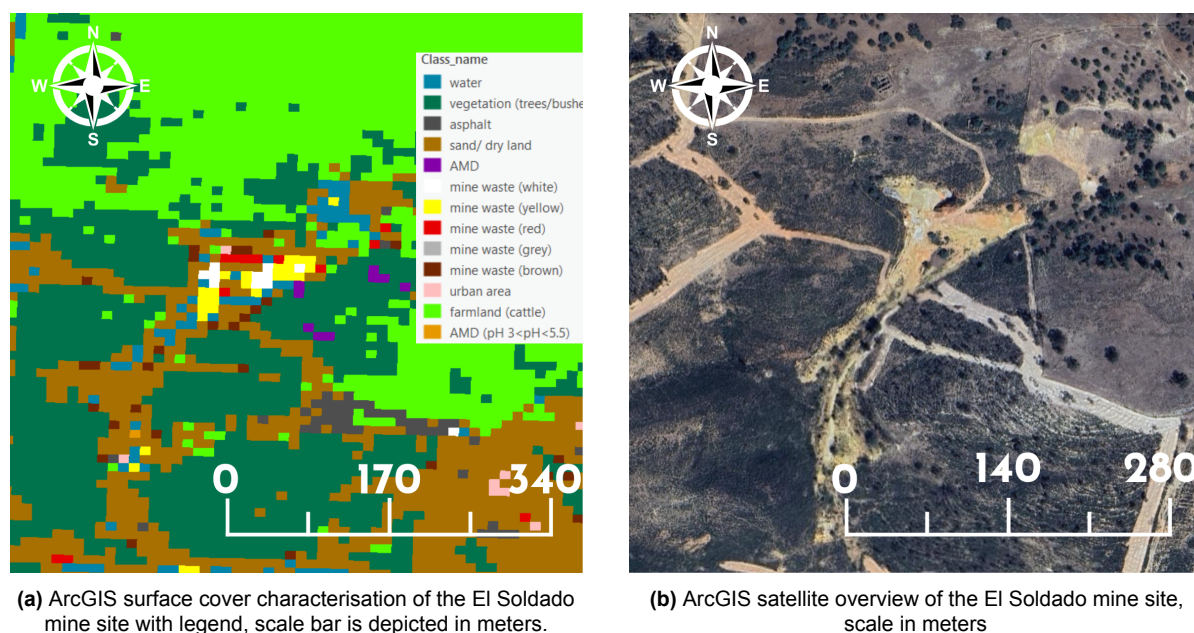 N
W E
S
Class_name
water
vegetation (trees/bushe
asphalt
sand/ dry land
AMD
mine waste (white)
mine waste (yellow)
mine waste (red)
mine waste (grey)
mine waste (brown)
urban area
farmland (cattle)
AMD (pH 3<pH<5.5)
0 170 340
(a) ArcGIS surface cover characterisation of the El Soldado
mine site with legend, scale bar is depicted in meters.
N
W E
S
0 140 280
(b) ArcGIS satellite overview of the El Soldado mine site,
scale in meters